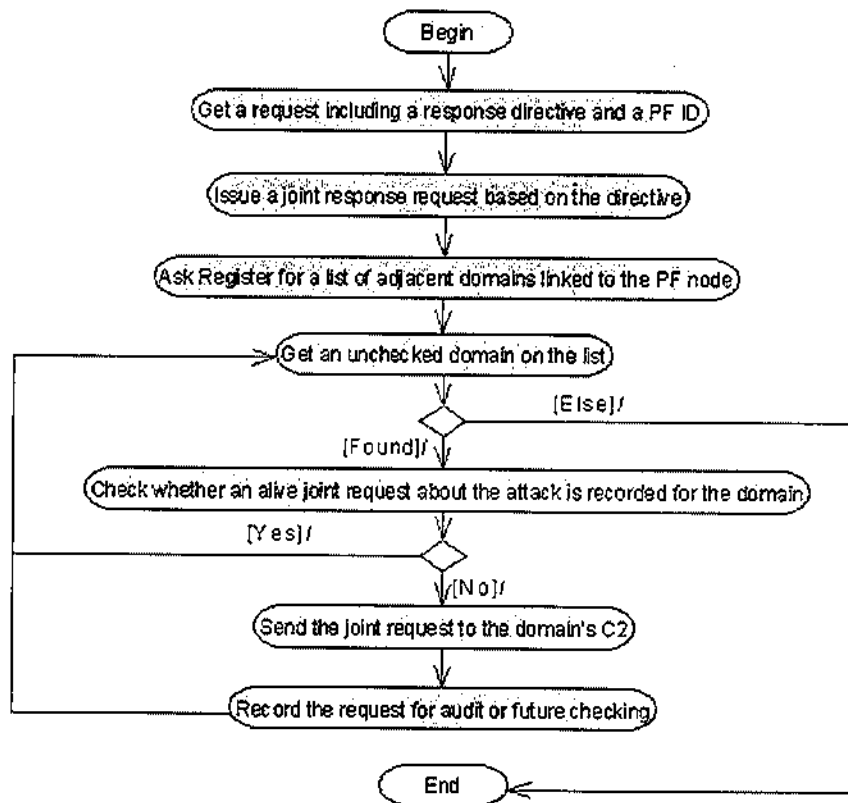 Begin
Get a request including a response directive and a PF ID
Issue a joint response request based on the directive
Ask Register for a list of adjacent domains linked to the PF node
Get an unchecked domain on the list
[Else]/
[Found]/
Check whether an alive joint request about the attack is recorded for the domain
[Yes]/
[No]/
Send the joint request to the domain's C2
Record the request for audit or future checking
End